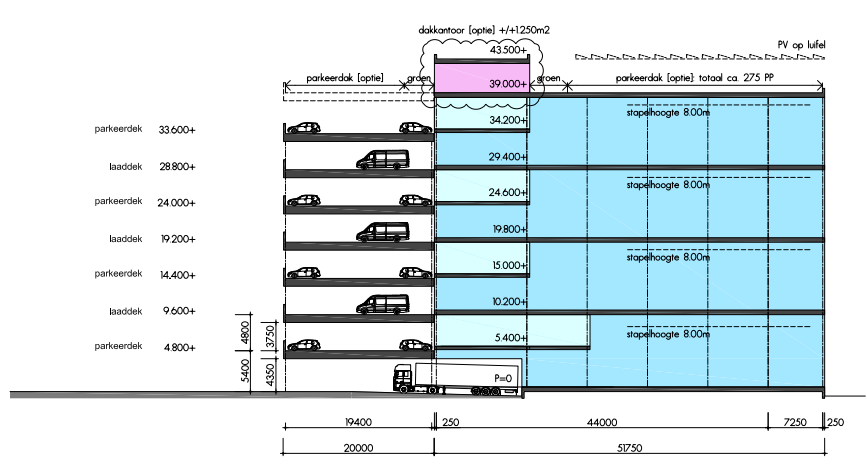 dakkantoor [optie] +/+1250m2
43.500+
PV op luifel
parkeerdak [optie]
groen
39.000+
groen
parkeerdak [optie]: totaal ca. 275 PP
34.200+
stapelhoogte 8.00m
parkeerdek 33.600+
29.400+
laaddek 28.800+
24.600+
stapelhoogte 8.00m
parkeerdek 24.000+
19.800+
laaddek 19.200+
15.000+
stapelhoogte 8.00m
parkeerdek 14.400+
10.200+
laaddek 9.600+
4800
3750
5.400+
stapelhoogte 8.00m
parkeerdek 4.800+
5400
4350
P=0
19400
250
44000
7250
250
20000
51750